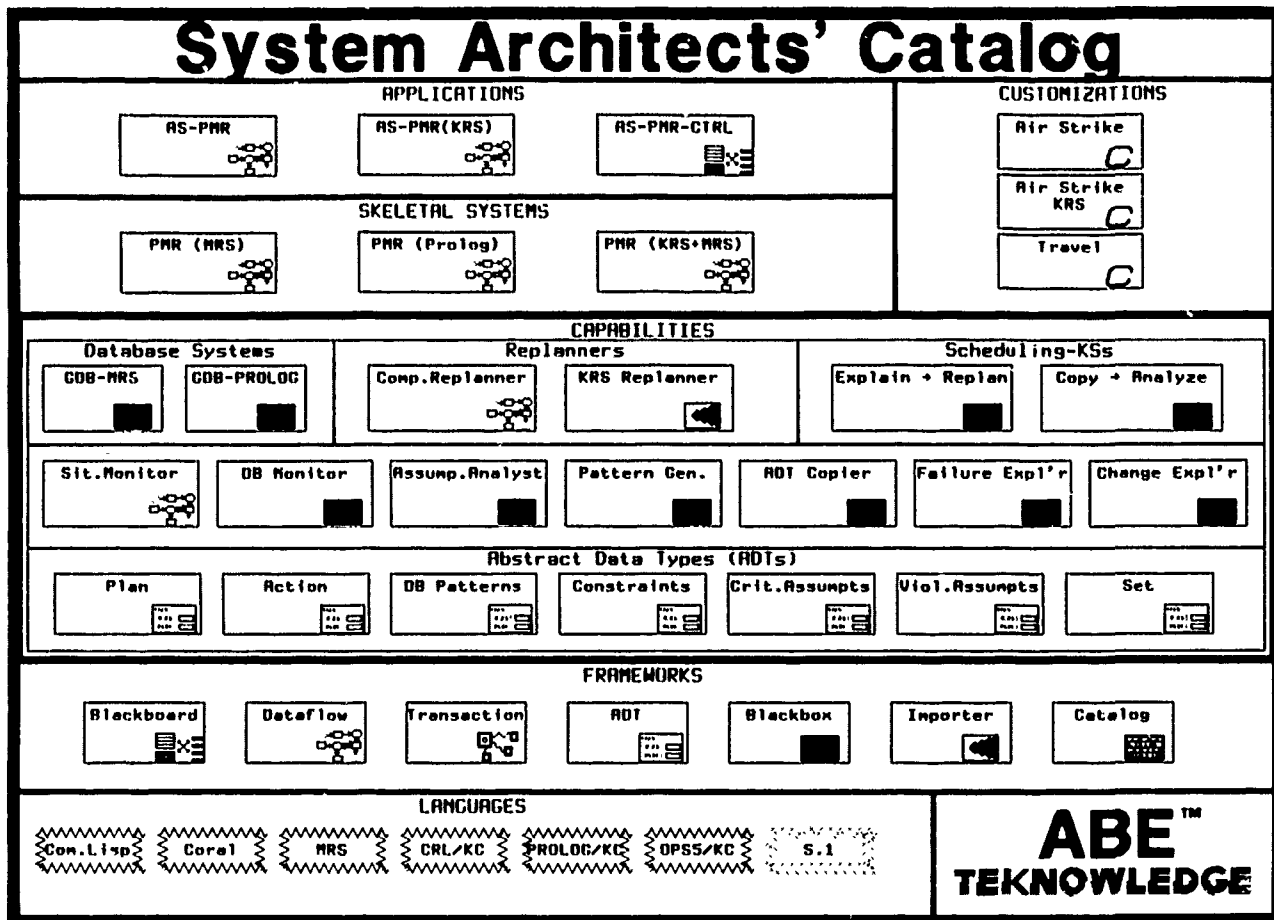 System Architects' Catalog
APPLICATIONS
AS-PMR
AS-PMR(KRS)
AS-PMR-CTRL
CUSTOMIZATIONS
Air Strike
Air Strike
KRS
Travel
SKELETAL SYSTEMS
PMR (MRS)
PMR (Prolog)
PMR (KRS+MRS)
CAPABILITIES
Database Systems
CDB-MRS
CDB-PROLOG
Replanners
Comp.Replanner
KRS Replanner
Scheduling-KSs
Explain → Replan
Copy → Analyze
Sit.Monitor
DB Monitor
Assump.Analyst
Pattern Gen.
ADT Copier
Failure Expl'r
Change Expl'r
Abstract Data Types (ADTs)
Plan
Action
DB Patterns
Constraints
Crit.Assumpts
Viol.Assumpts
Set
FRAMEWORKS
Blackboard
Dataflow
Transaction
ADT
Blackbox
Importer
Catalog
LANGUAGES
Com.Lisp
Coral
MRS
CRL/KC
PROLOG/KC
OPS5/KC
S.1
ABE™
TEKNOWLEDGE